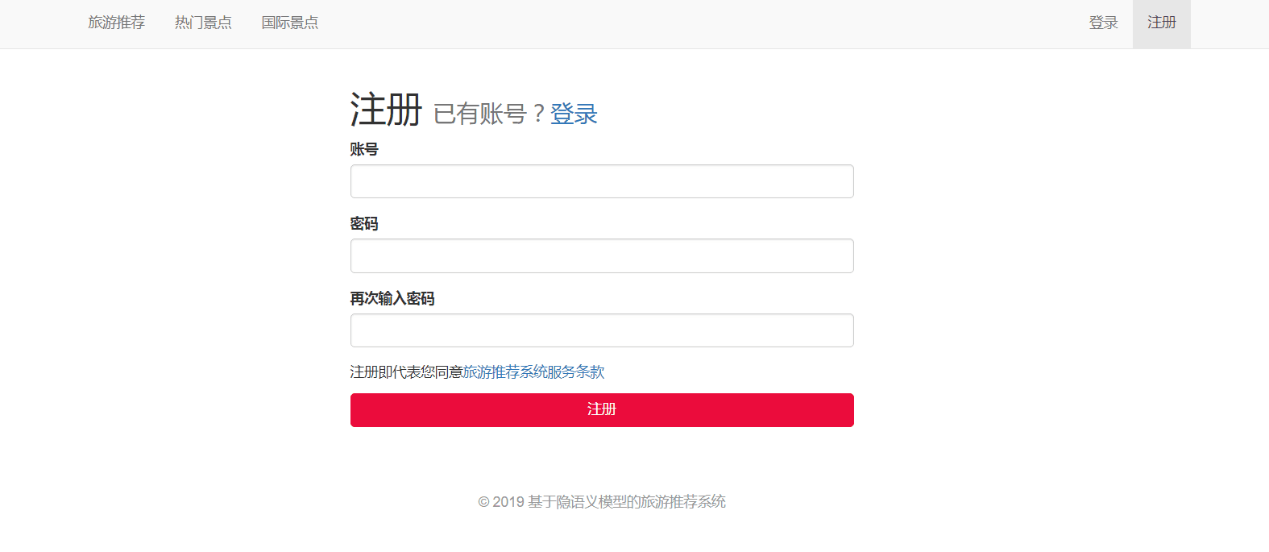 旅游推荐 热门景点 国际景点 登录 注册
注册 已有账号？登录
账号
密码
再次输入密码
注册即代表您同意旅游推荐系统服务条款
注册
© 2019 基于隐语义模型的旅游推荐系统